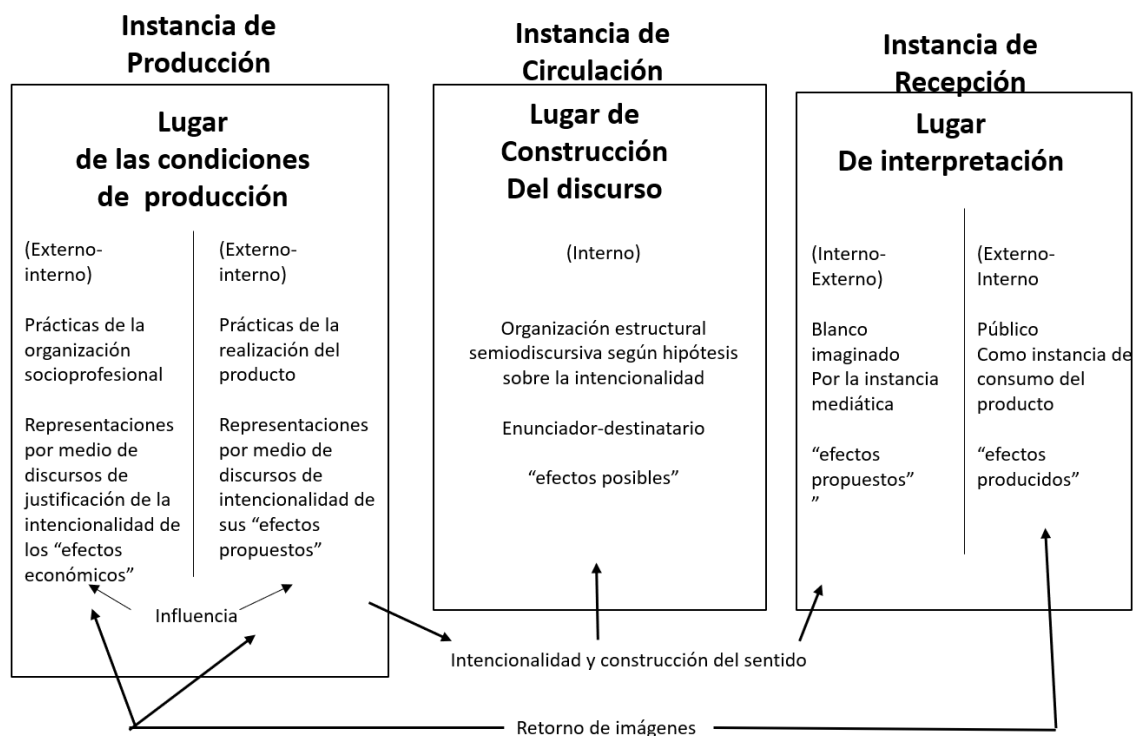 Instancia de
Producción
Lugar
de las condiciones
de producción
(Externo-
interno)
Prácticas de la
organización
socioprofesional
Representaciones
por medio de
discursos de
justificación de la
intencionalidad de
los “efectos
económicos”
(Externo-
interno)
Prácticas de la
realización del
producto
Representaciones
por medio de
discursos de
intencionalidad de
sus “efectos
propuestos”
Influencia
Instancia de
Circulación
Lugar de
Construcción
Del discurso
(Interno)
Organización estructural
semiodiscursiva según hipótesis
sobre la intencionalidad
Enunciador-destinatario
“efectos posibles”
Instancia de
Recepción
Lugar
De interpretación
(Interno-
Externo)
Blanco
imaginado
Por la instancia
mediática
“efectos
propuestos”
”
(Externo-
Interno
Público
Como instancia de
consumo del
producto
“efectos
producidos”
Intencionalidad y construcción del sentido
Retorno de imágenes